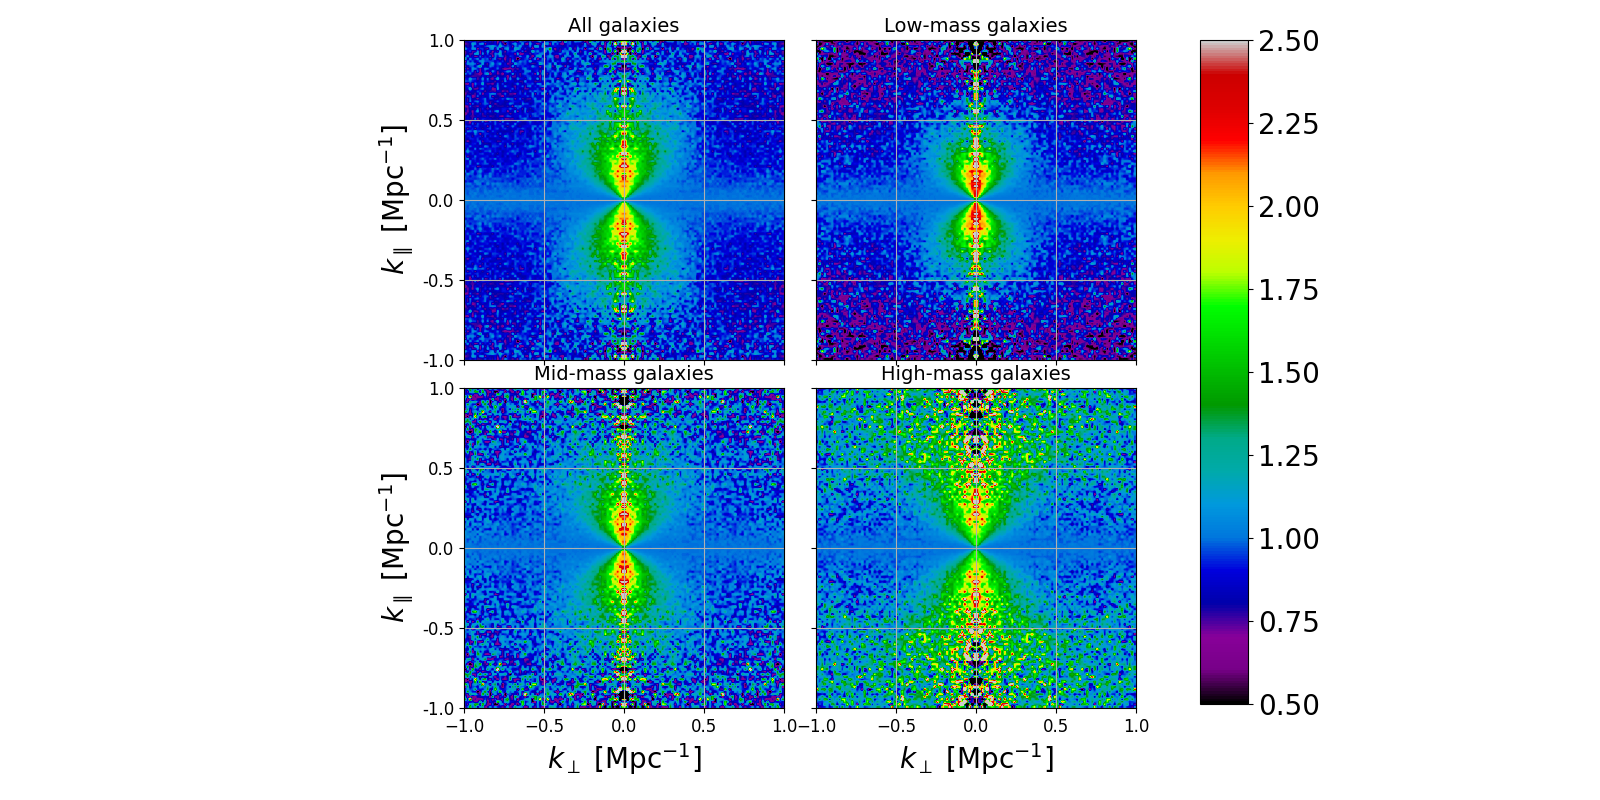 All galaxies
Low-mass galaxies
1.0
0.5
0.0
-0.5
-1.0
k∥ [Mpc⁻¹]
Mid-mass galaxies
High-mass galaxies
1.0
0.5
0.0
-0.5
-1.0
k∥ [Mpc⁻¹]
−1.0 −0.5 0.0 0.5 1.0
−1.0 −0.5 0.0 0.5 1.0
k⊥ [Mpc⁻¹]
k⊥ [Mpc⁻¹]
2.50
2.25
2.00
1.75
1.50
1.25
1.00
0.75
0.50